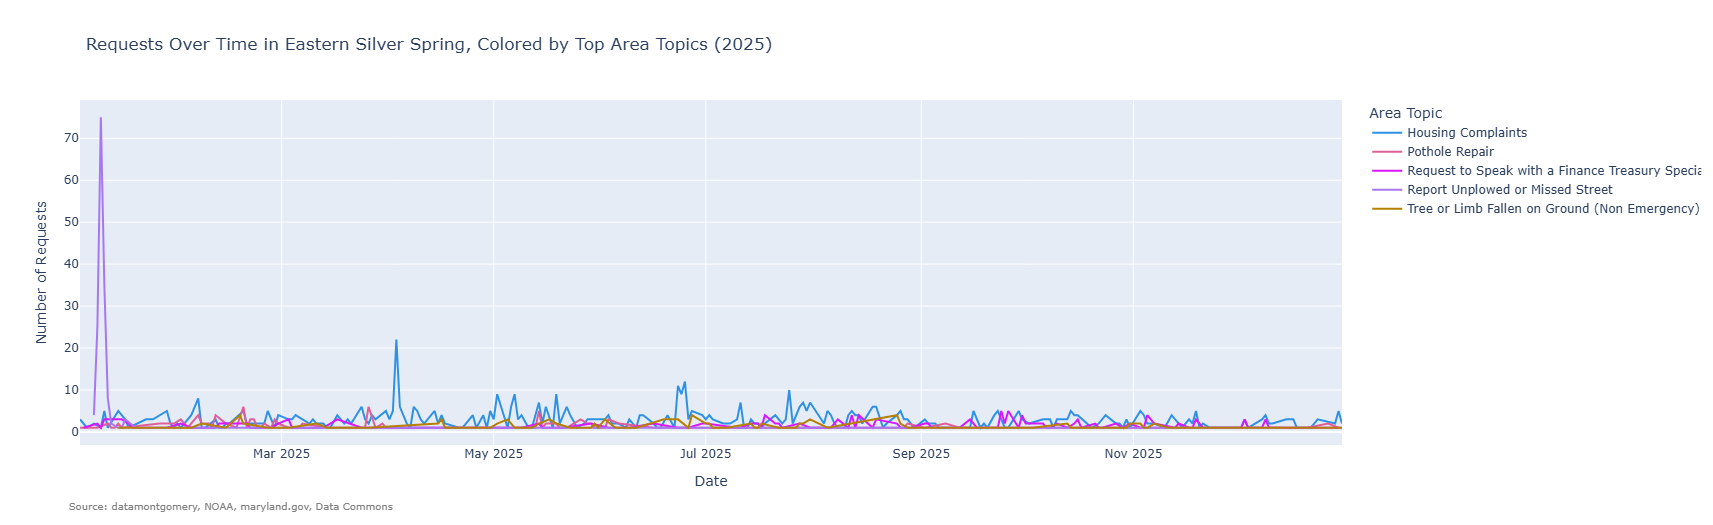 Requests Over Time in Eastern Silver Spring, Colored by Top Area Topics (2025)
Number of Requests
70
60
50
40
30
20
10
0
Mar 2025
May 2025
Jul 2025
Sep 2025
Nov 2025
Date
Area Topic
Housing Complaints
Pothole Repair
Request to Speak with a Finance Treasury Specia
Report Unplowed or Missed Street
Tree or Limb Fallen on Ground (Non Emergency)
Source: datamontgomery, NOAA, maryland.gov, Data Commons